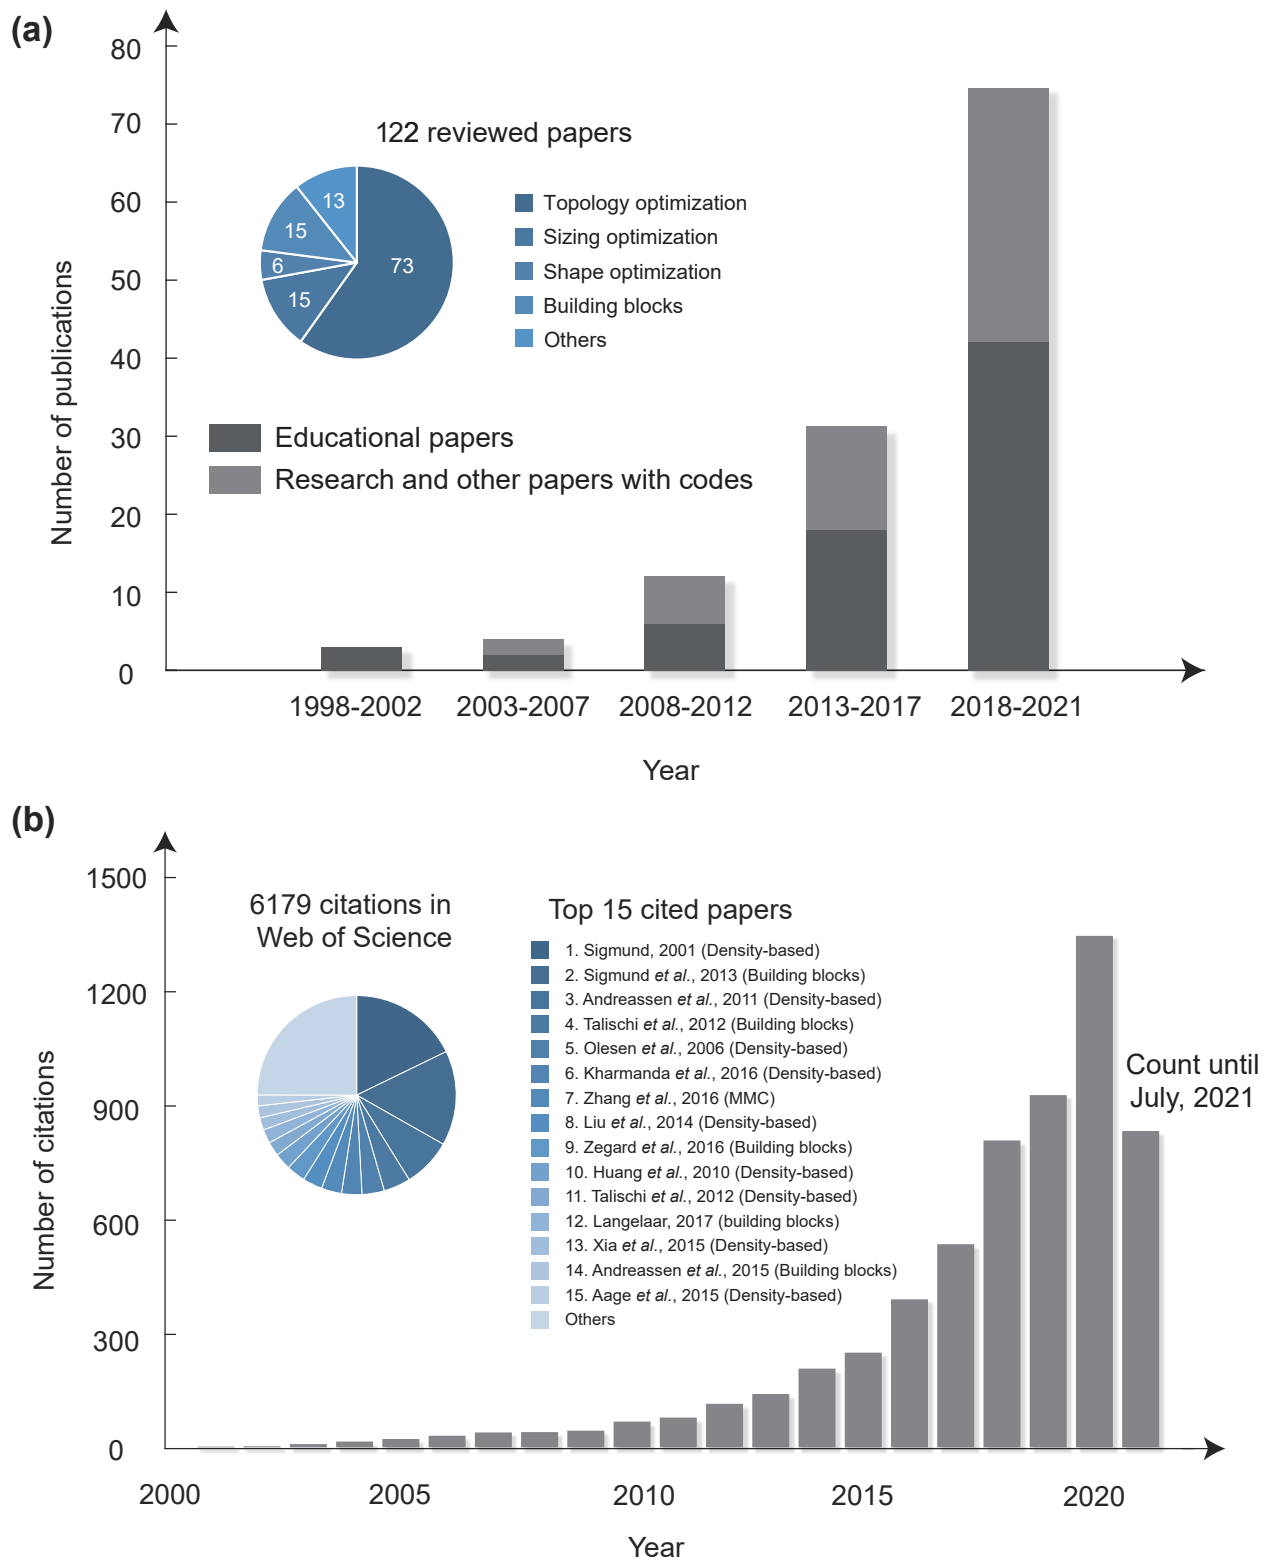 (a)
80
70
60
50
40
30
20
10
0
Number of publications
122 reviewed papers
73
15
6
15
13
Topology optimization
Sizing optimization
Shape optimization
Building blocks
Others
Educational papers
Research and other papers with codes
1998-2002
2003-2007
2008-2012
2013-2017
2018-2021
Year
(b)
1500
1200
900
600
300
0
Number of citations
6179 citations in
Web of Science
Top 15 cited papers
1. Sigmund, 2001 (Density-based)
2. Sigmund et al., 2013 (Building blocks)
3. Andreassen et al., 2011 (Density-based)
4. Talischi et al., 2012 (Building blocks)
5. Olesen et al., 2006 (Density-based)
6. Kharmanda et al., 2016 (Density-based)
7. Zhang et al., 2016 (MMC)
8. Liu et al., 2014 (Density-based)
9. Zegard et al., 2016 (Building blocks)
10. Huang et al., 2010 (Density-based)
11. Talischi et al., 2012 (Density-based)
12. Langelaar, 2017 (building blocks)
13. Xia et al., 2015 (Density-based)
14. Andreassen et al., 2015 (Building blocks)
15. Aage et al., 2015 (Density-based)
Others
Count until
July, 2021
2000
2005
2010
2015
2020
Year